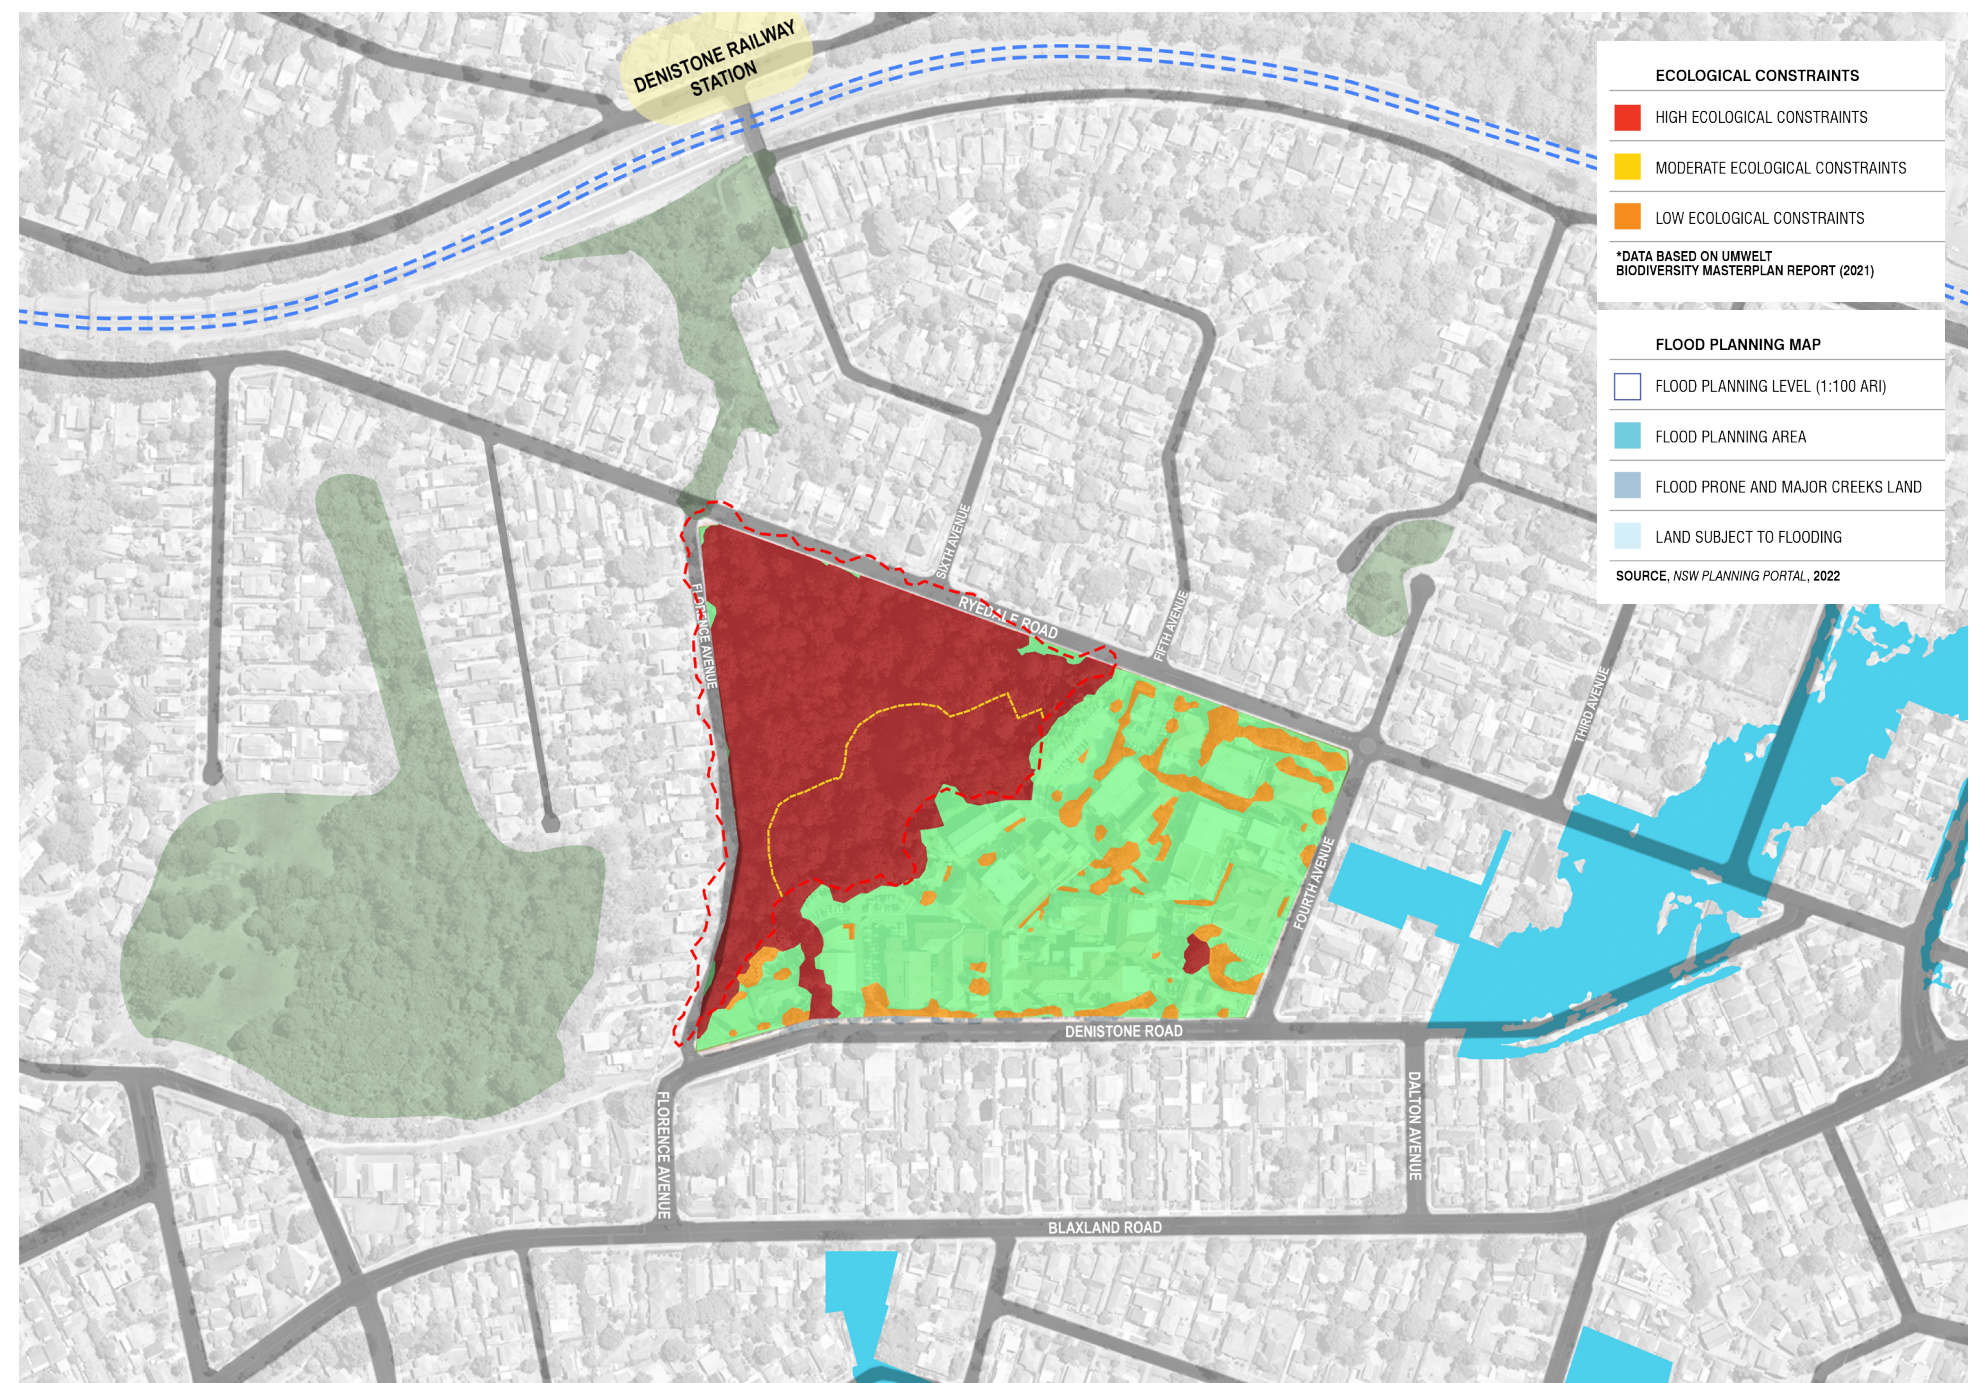 DENISTONE RAILWAY
STATION
ECOLOGICAL CONSTRAINTS
HIGH ECOLOGICAL CONSTRAINTS
MODERATE ECOLOGICAL CONSTRAINTS
LOW ECOLOGICAL CONSTRAINTS
*DATA BASED ON UMWELT
BIODIVERSITY MASTERPLAN REPORT (2021)
FLOOD PLANNING MAP
FLOOD PLANNING LEVEL (1:100 ARI)
FLOOD PLANNING AREA
FLOOD PRONE AND MAJOR CREEKS LAND
LAND SUBJECT TO FLOODING
SOURCE, NSW PLANNING PORTAL, 2022
SIXTH AVENUE
RYEDALE ROAD
FIFTH AVENUE
FLORENCE AVENUE
THIRD AVENUE
FOURTH AVENUE
DENISTONE ROAD
FLORENCE AVENUE
DALTON AVENUE
BLAXLAND ROAD